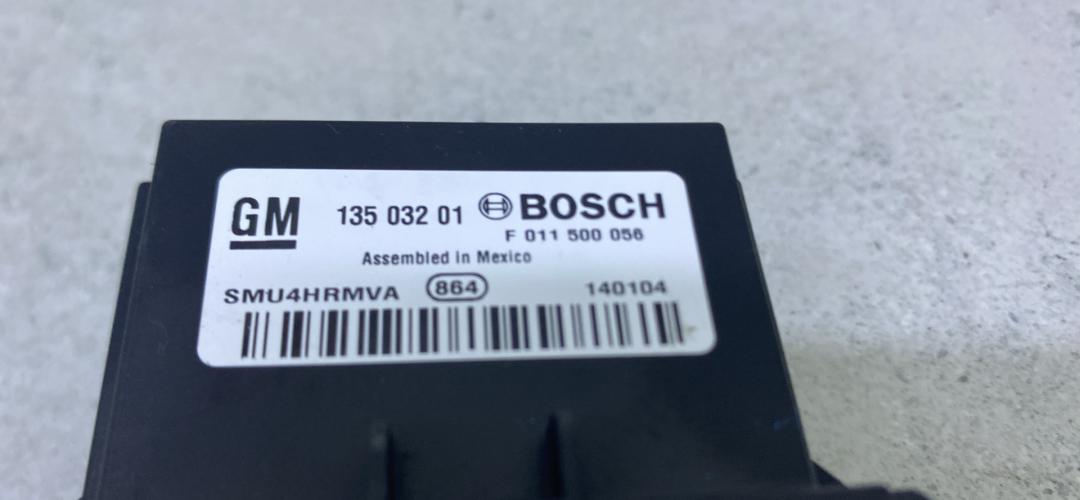 GM 135 032 01 BOSCH
F 011 500 056
Assembled in Mexico
SMU4HRMVA 864 140104